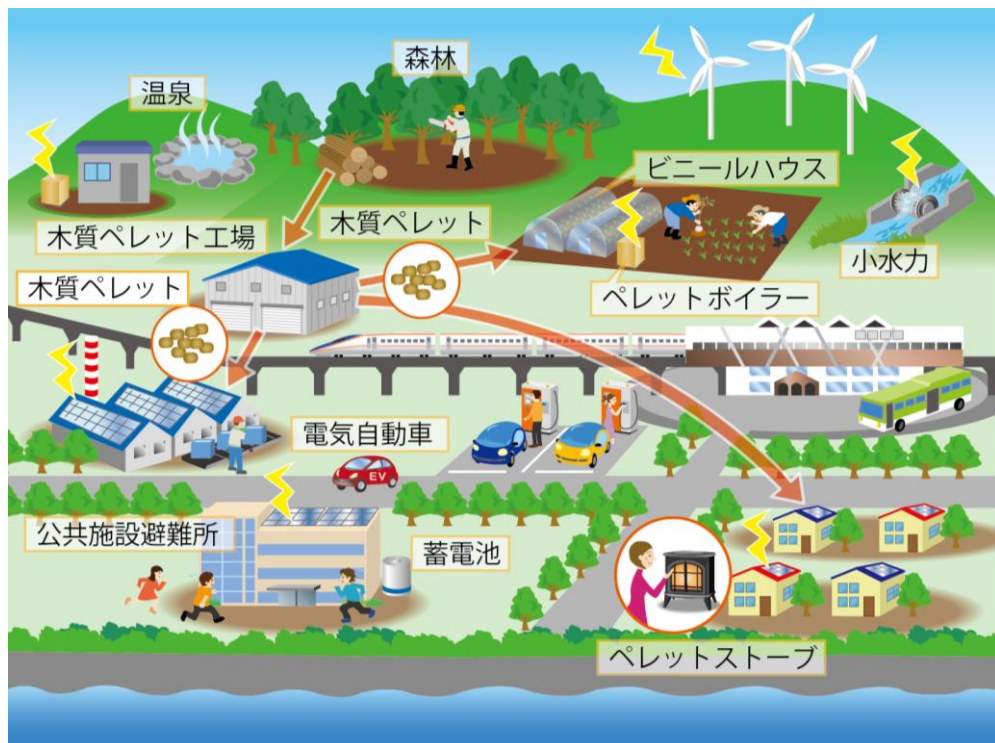 森林
温泉
ビニールハウス
木質ペレット
木質ペレット工場
小水力
木質ペレット
ペレットボイラー
電気自動車
EV
公共施設避難所
蓄電池
ペレットストーブ